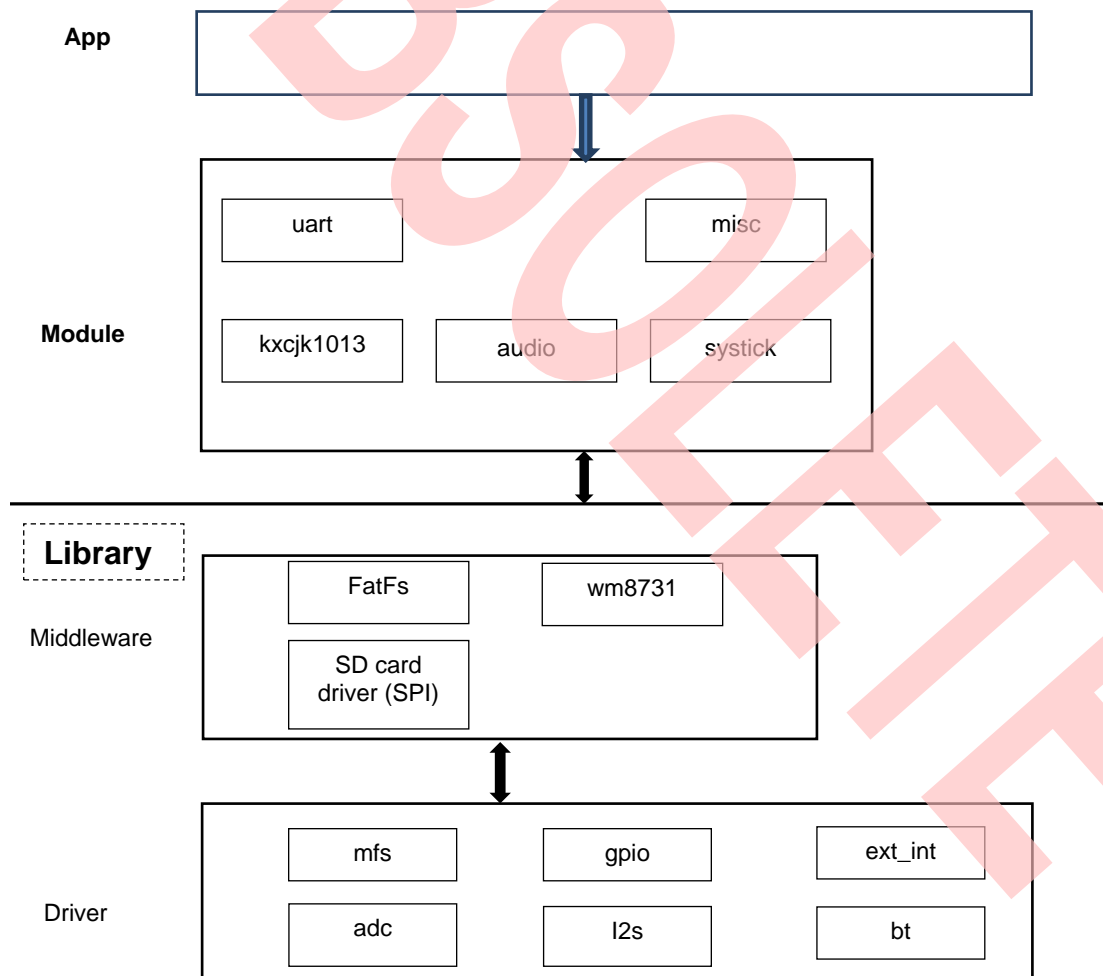 App
uart
misc
Module
kxcjk1013
audio
systick
Library
FatFs
wm8731
Middleware
SD card
driver (SPI)
mfs
gpio
ext_int
Driver
adc
I2s
bt